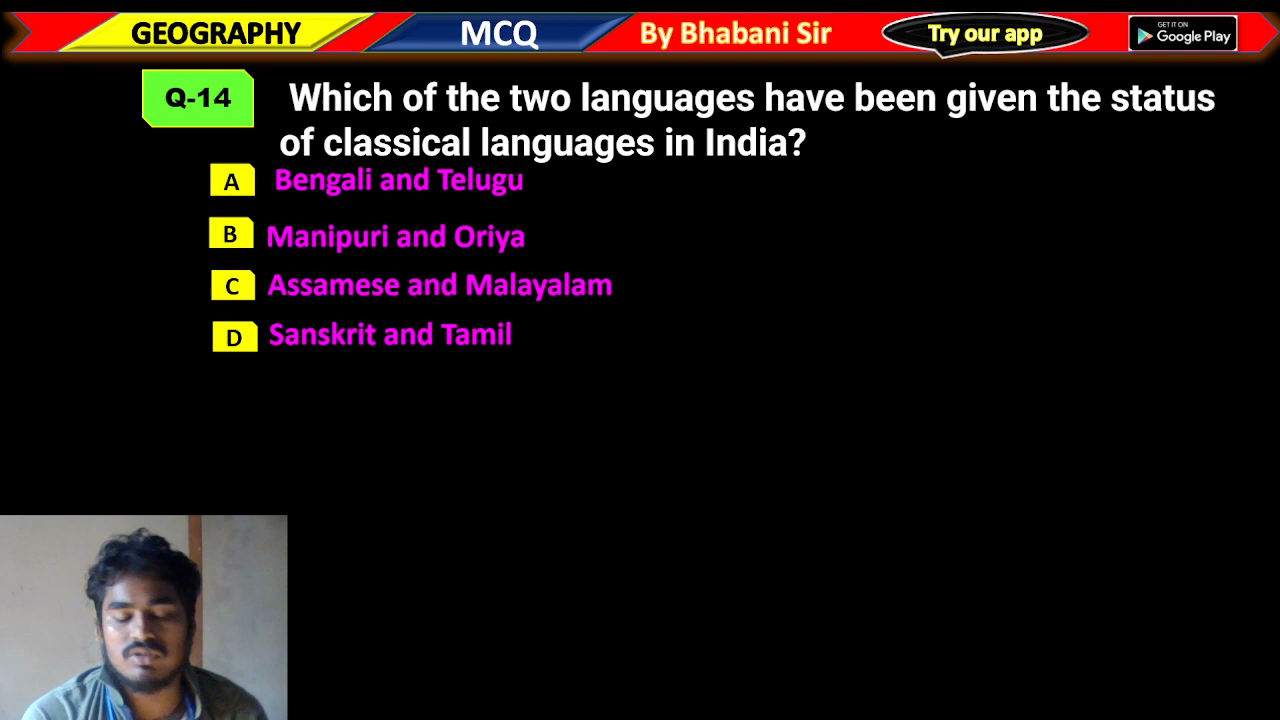 GEOGRAPHY MCQ By Bhabani Sir Try our app GET IT ON Google Play
Q-14 Which of the two languages have been given the status
of classical languages in India?
A Bengali and Telugu
B Manipuri and Oriya
C Assamese and Malayalam
D Sanskrit and Tamil